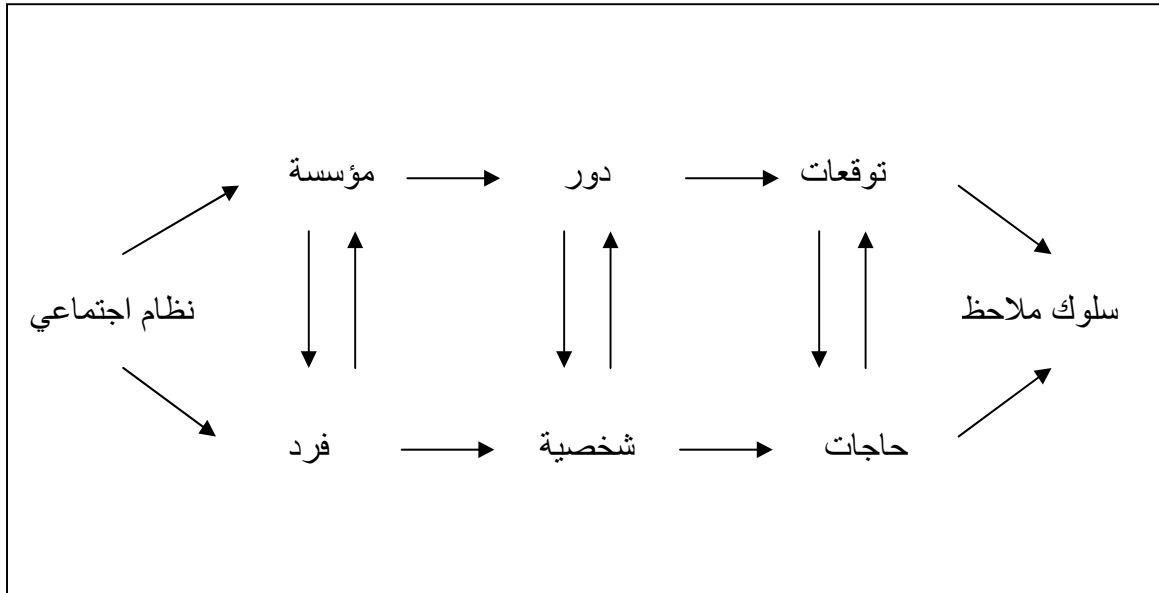 مؤسسة دور توقعات
نظام اجتماعي سلوك ملاحظ
فرد شخصية حاجات